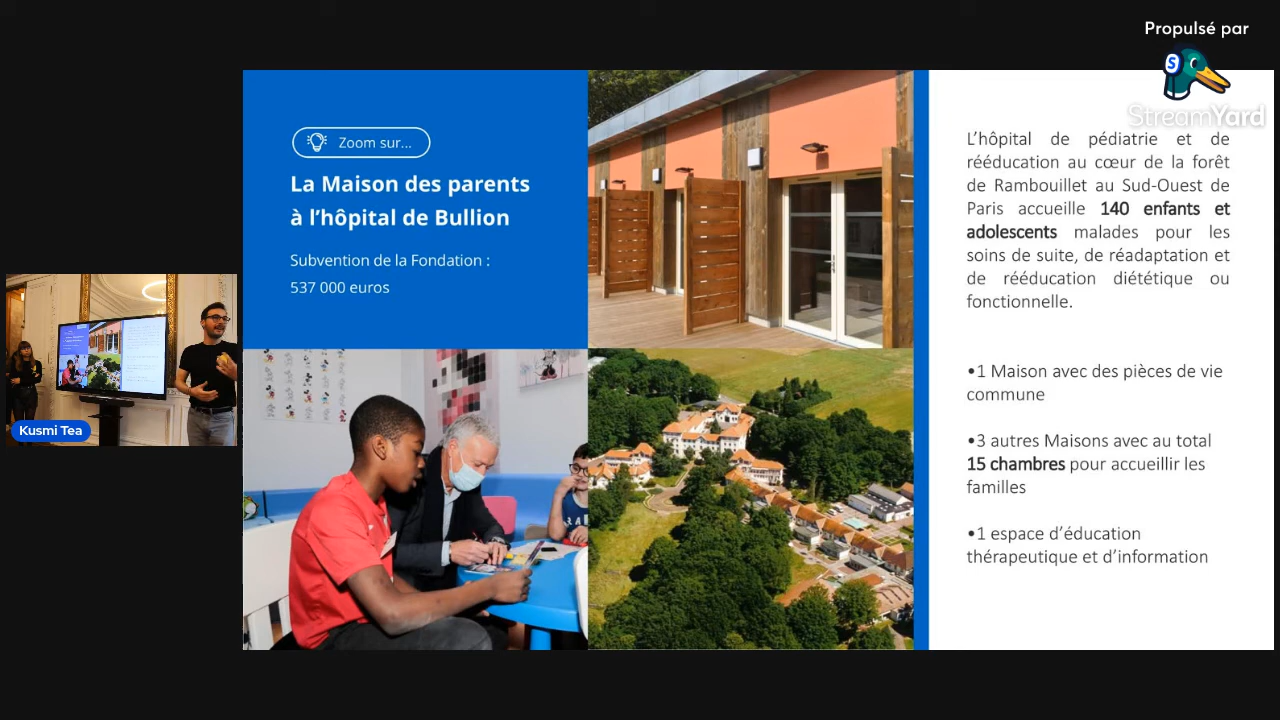 Propulsé par
StreamYard
Zoom sur...
La Maison des parents
à l'hôpital de Bullion
Subvention de la Fondation :
537 000 euros
L'hôpital de pédiatrie et de
rééducation au cœur de la forêt
de Rambouillet au Sud-Ouest de
Paris accueille 140 enfants et
adolescents malades pour les
soins de suite, de réadaptation et
de rééducation diététique ou
fonctionnelle.
•1 Maison avec des pièces de vie
commune
•3 autres Maisons avec au total
15 chambres pour accueillir les
familles
•1 espace d'éducation
thérapeutique et d'information
Kusmi Tea